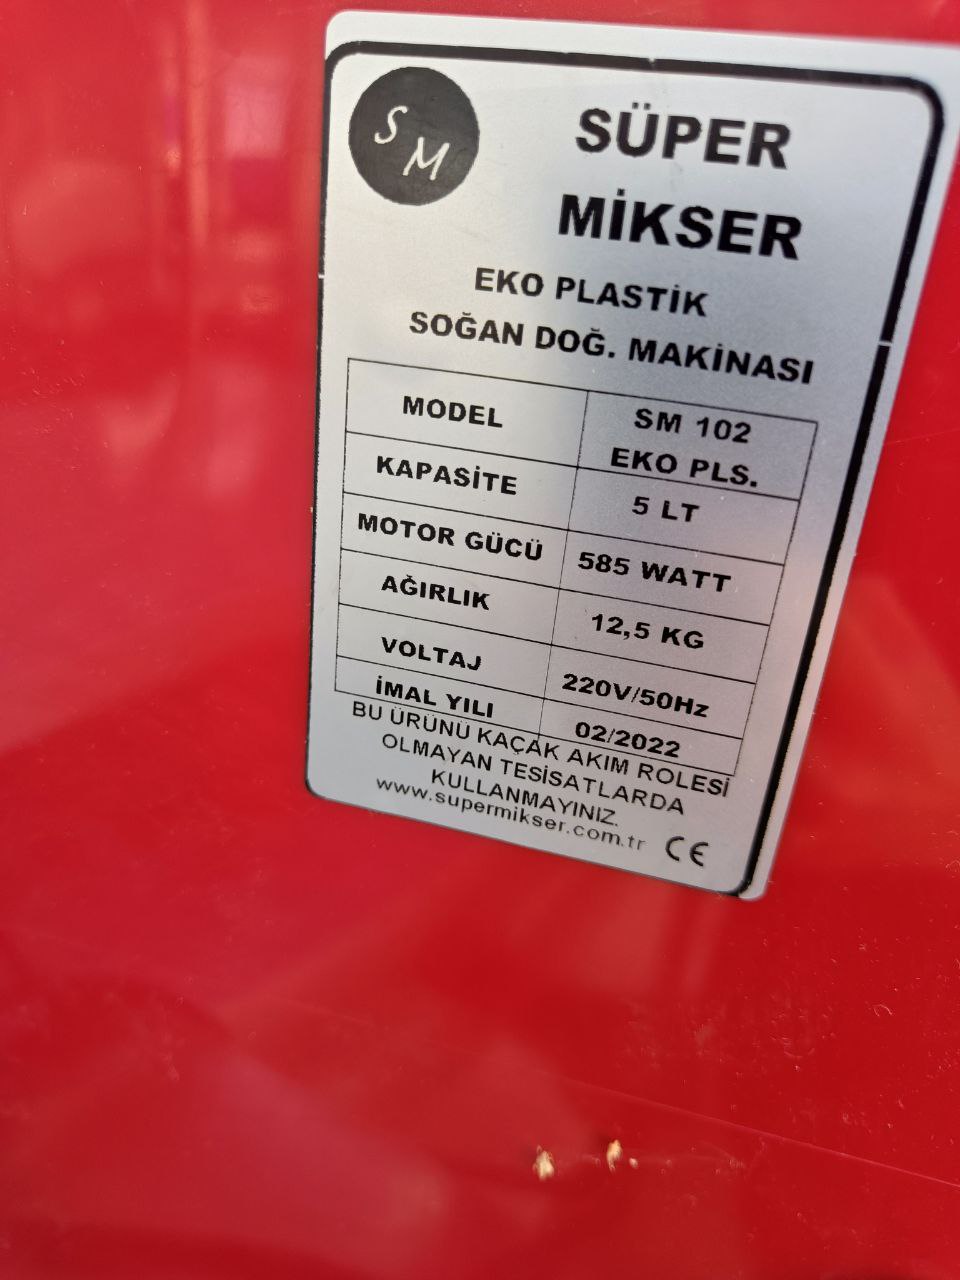 S M
SÜPER
MİKSER
EKO PLASTİK
SOĞAN DOĞ. MAKİNASI
MODEL SM 102
EKO PLS.
KAPASİTE 5 LT
MOTOR GÜCÜ 585 WATT
AĞIRLIK 12,5 KG
VOLTAJ 220V/50Hz
İMAL YILI 02/2022
BU ÜRÜNÜ KAÇAK AKIM ROLESİ
OLMAYAN TESİSATLARDA
KULLANMAYINIZ.
www.supermikser.com.tr CE